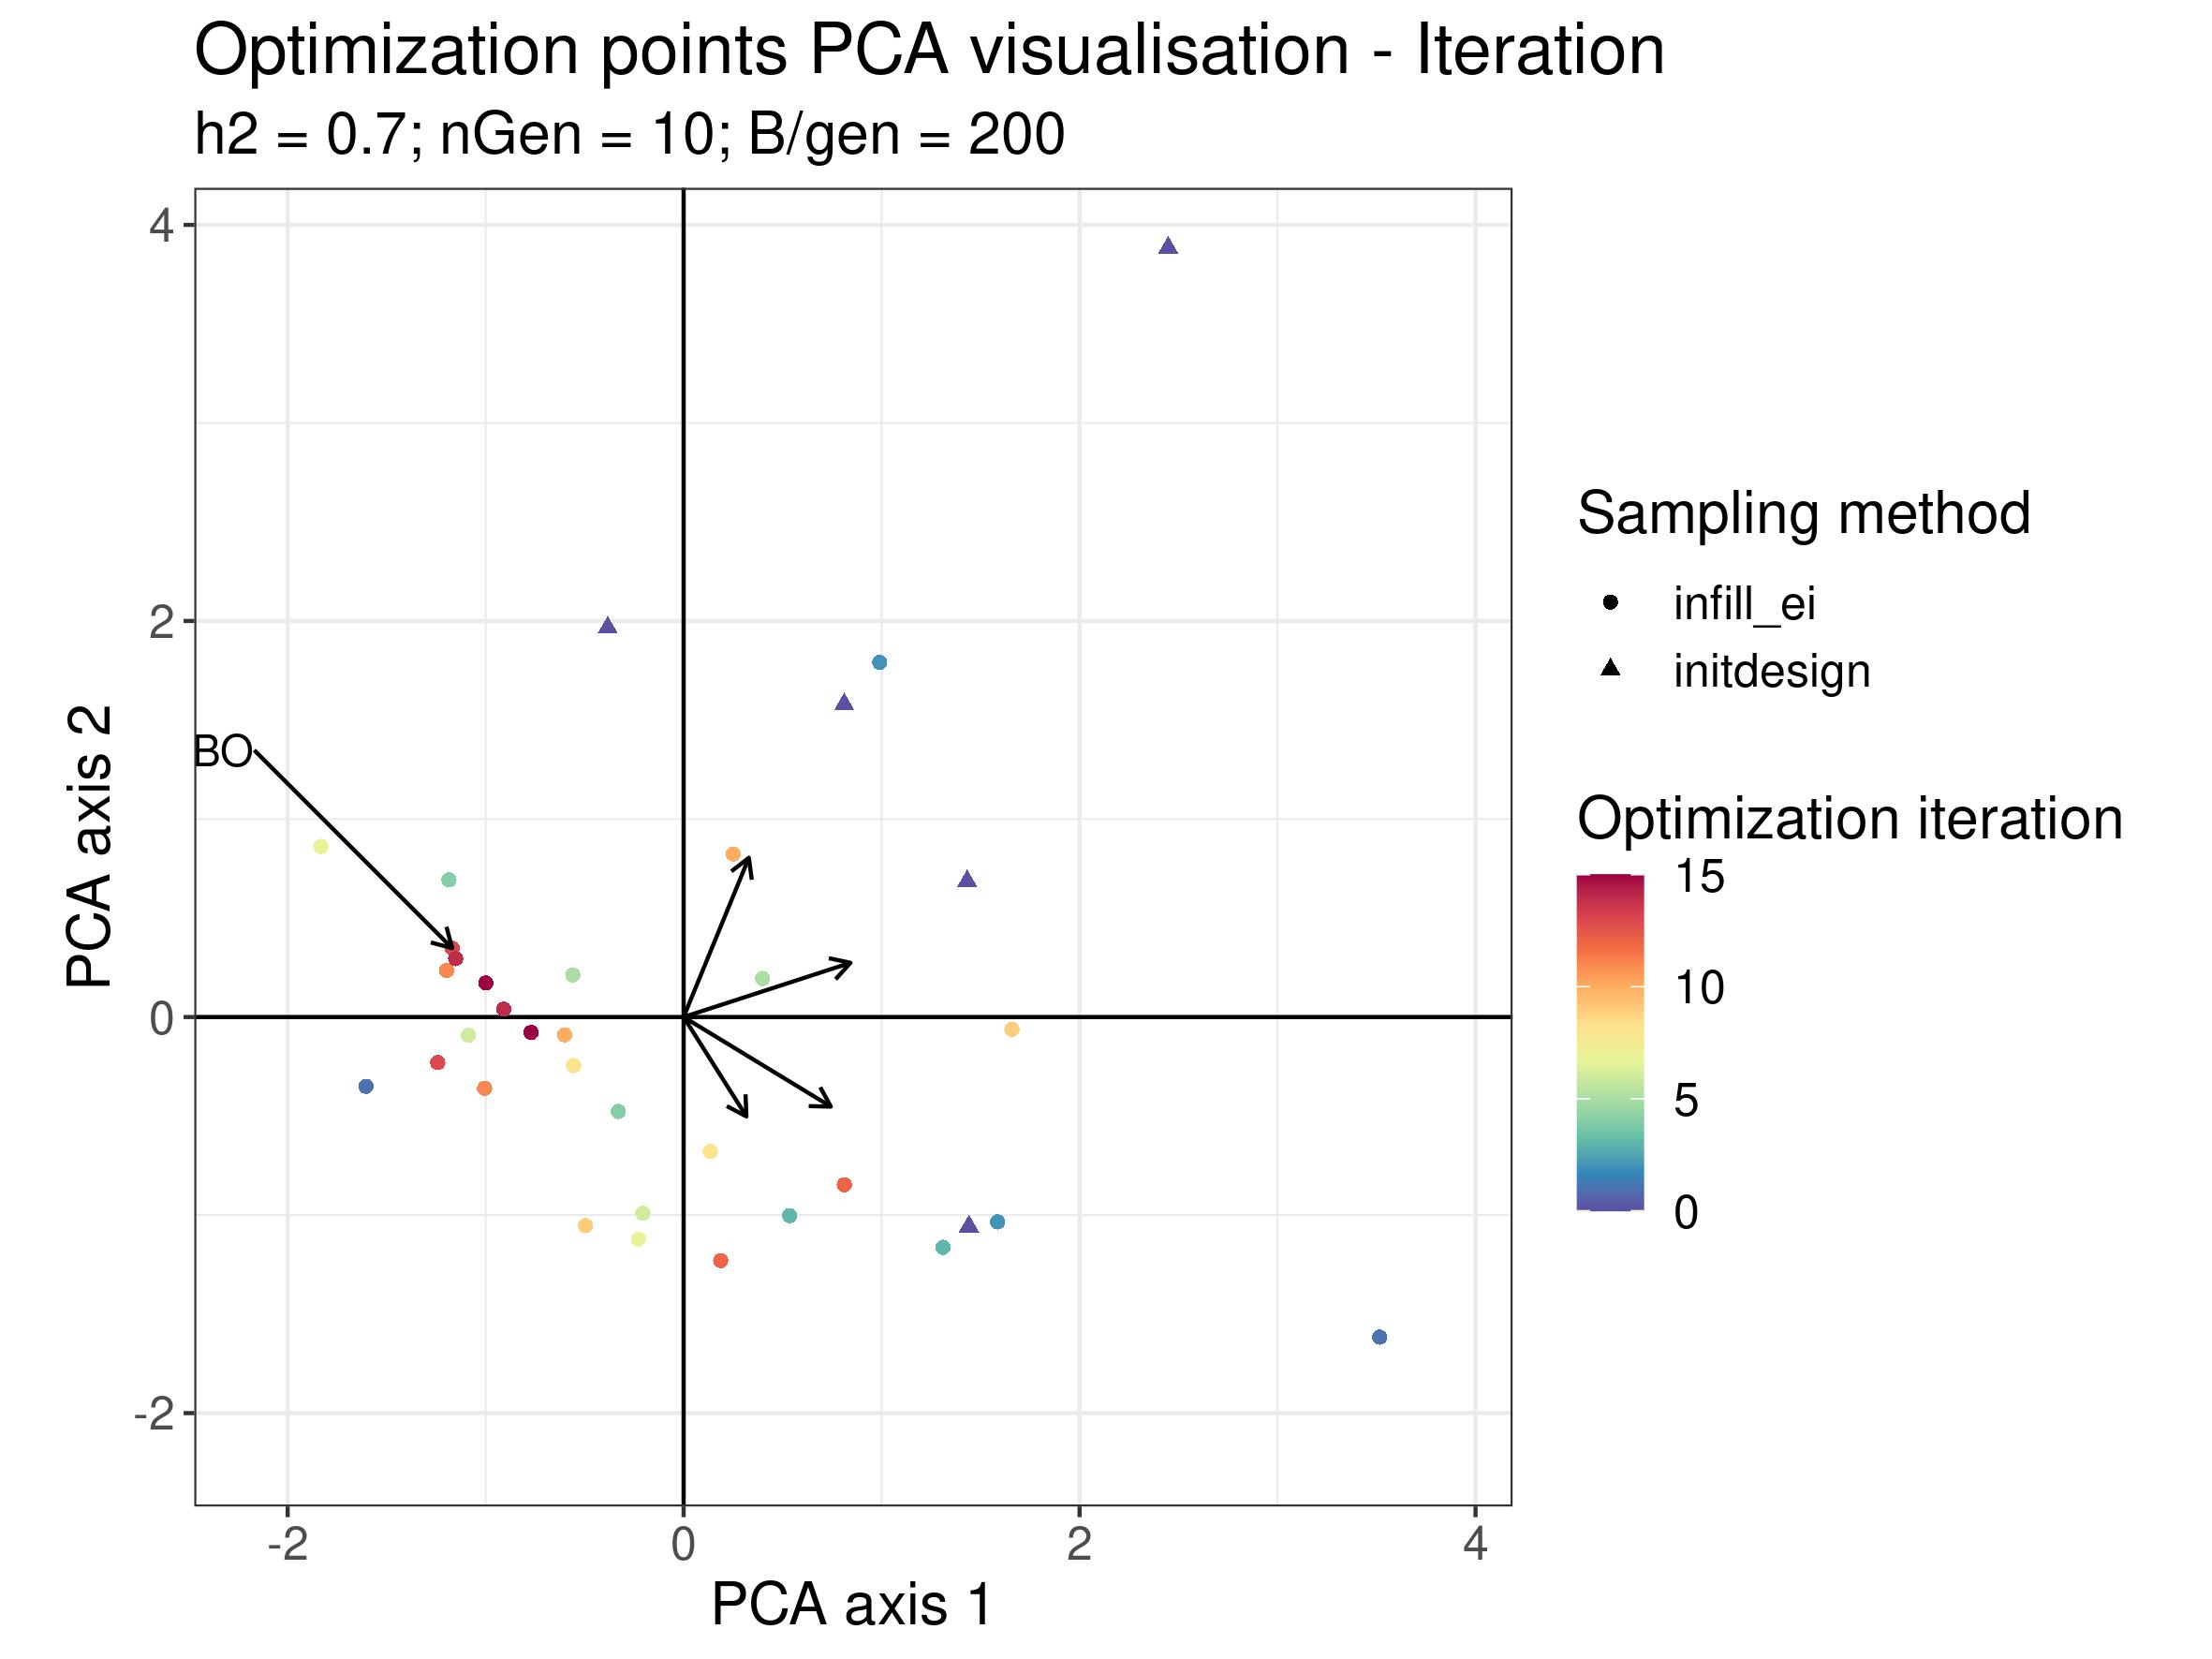 Optimization points PCA visualisation - Iteration
h2 = 0.7; nGen = 10; B/gen = 200
4
2
0
-2
PCA axis 2
BO
-2
0
2
4
PCA axis 1
Sampling method
infill_ei
initdesign
Optimization iteration
15
10
5
0